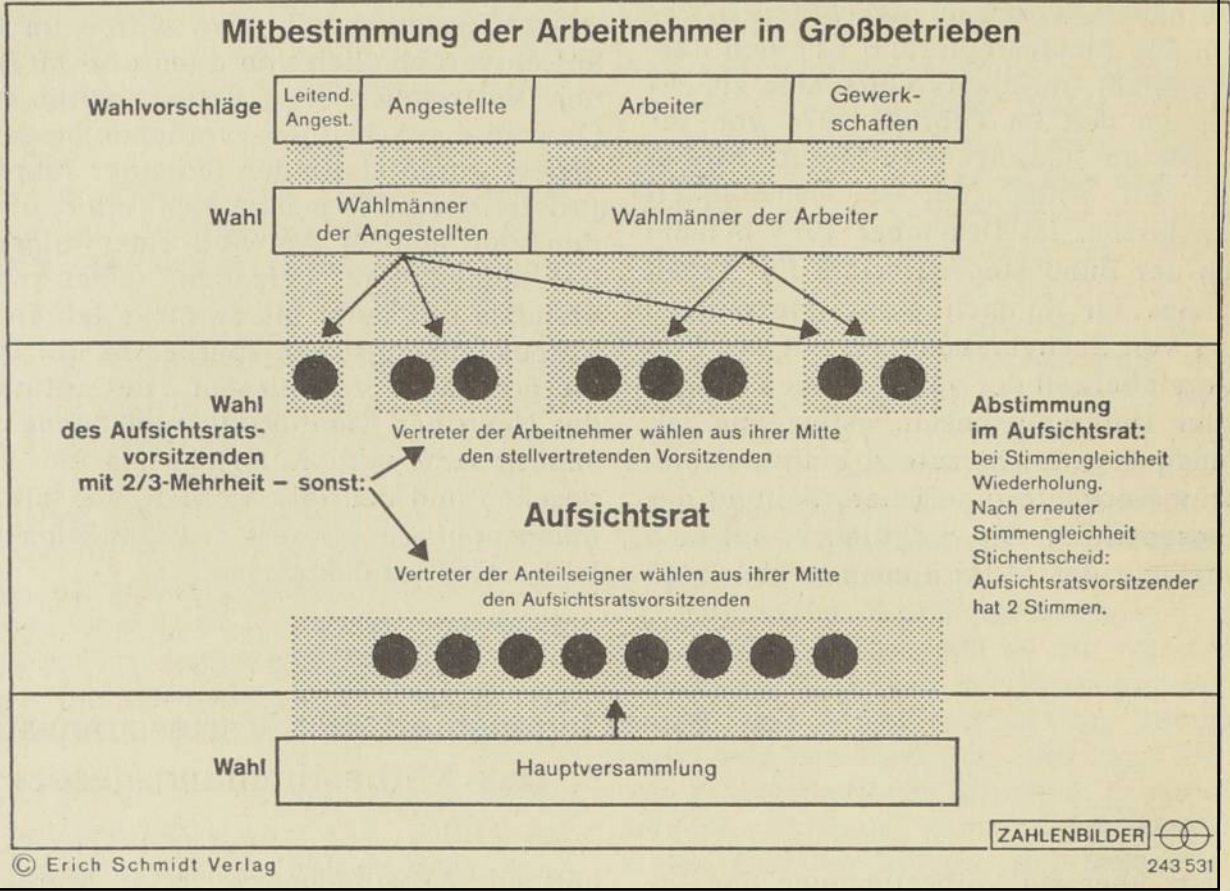 Mitbestimmung der Arbeitnehmer in Großbetrieben
Wahlvorschläge
Leitend.
Angest.
Angestellte
Arbeiter
Gewerk-
schaften
Wahl
Wahlmänner
der Angestellten
Wahlmänner der Arbeiter
Wahl
des Aufsichtsrats-
vorsitzenden
mit 2/3-Mehrheit – sonst:
Vertreter der Arbeitnehmer wählen aus ihrer Mitte
den stellvertretenden Vorsitzenden
Aufsichtsrat
Vertreter der Anteilseigner wählen aus ihrer Mitte
den Aufsichtsratsvorsitzenden
Abstimmung
im Aufsichtsrat:
bei Stimmengleichheit
Wiederholung.
Nach erneuter
Stimmengleichheit
Stichentscheid:
Aufsichtsratsvorsitzender
hat 2 Stimmen.
Wahl
Hauptversammlung
ZAHLENBILDER
© Erich Schmidt Verlag
243 531